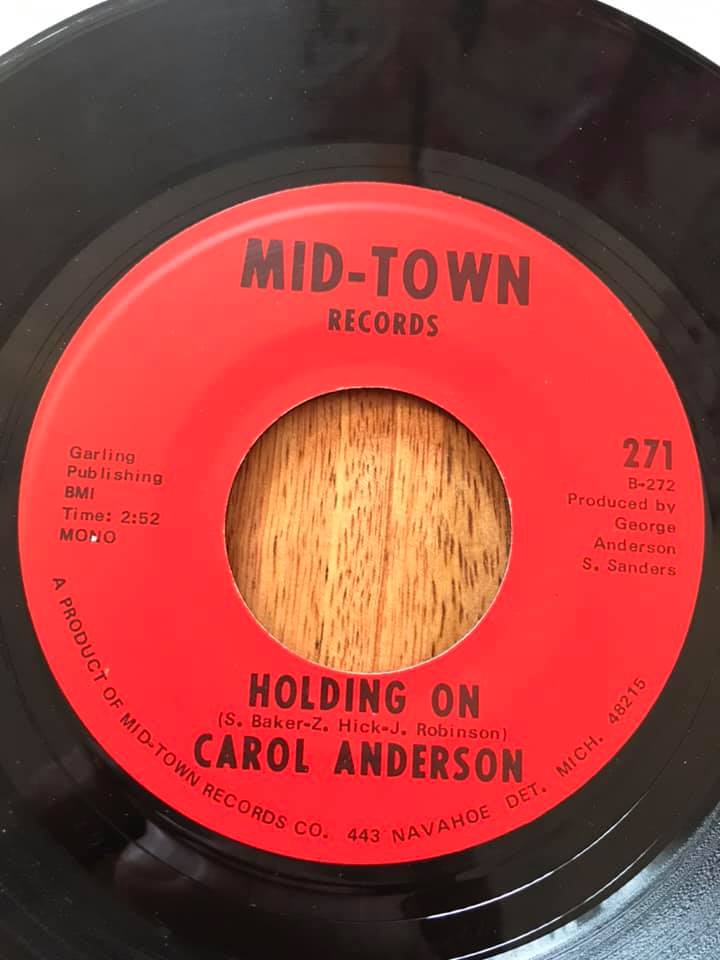 MID-TOWN
RECORDS
Garling
Publishing
BMI
Time: 2:52
MONO
271
B-272
Produced by
George
Anderson
S. Sanders
HOLDING ON
(S. Baker-Z. Hick-J. Robinson)
CAROL ANDERSON
A PRODUCT OF MID-TOWN RECORDS CO. 443 NAVAHOE DET. MICH. 48215